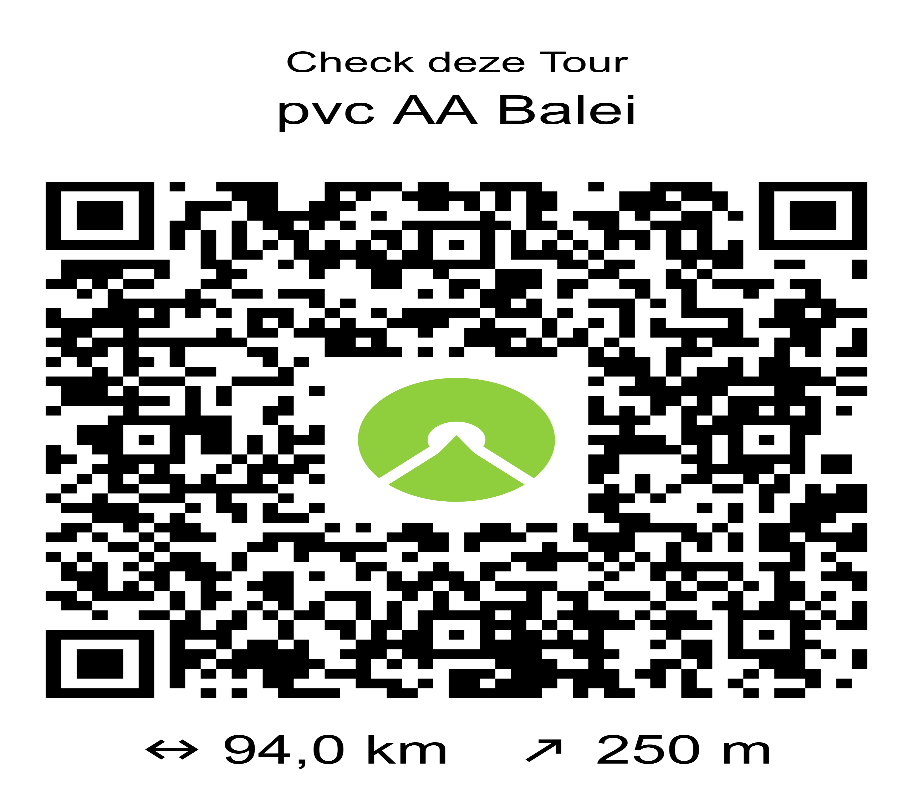 Check deze Tour
pvc AA Balei
↔ 94,0 km ↗ 250 m